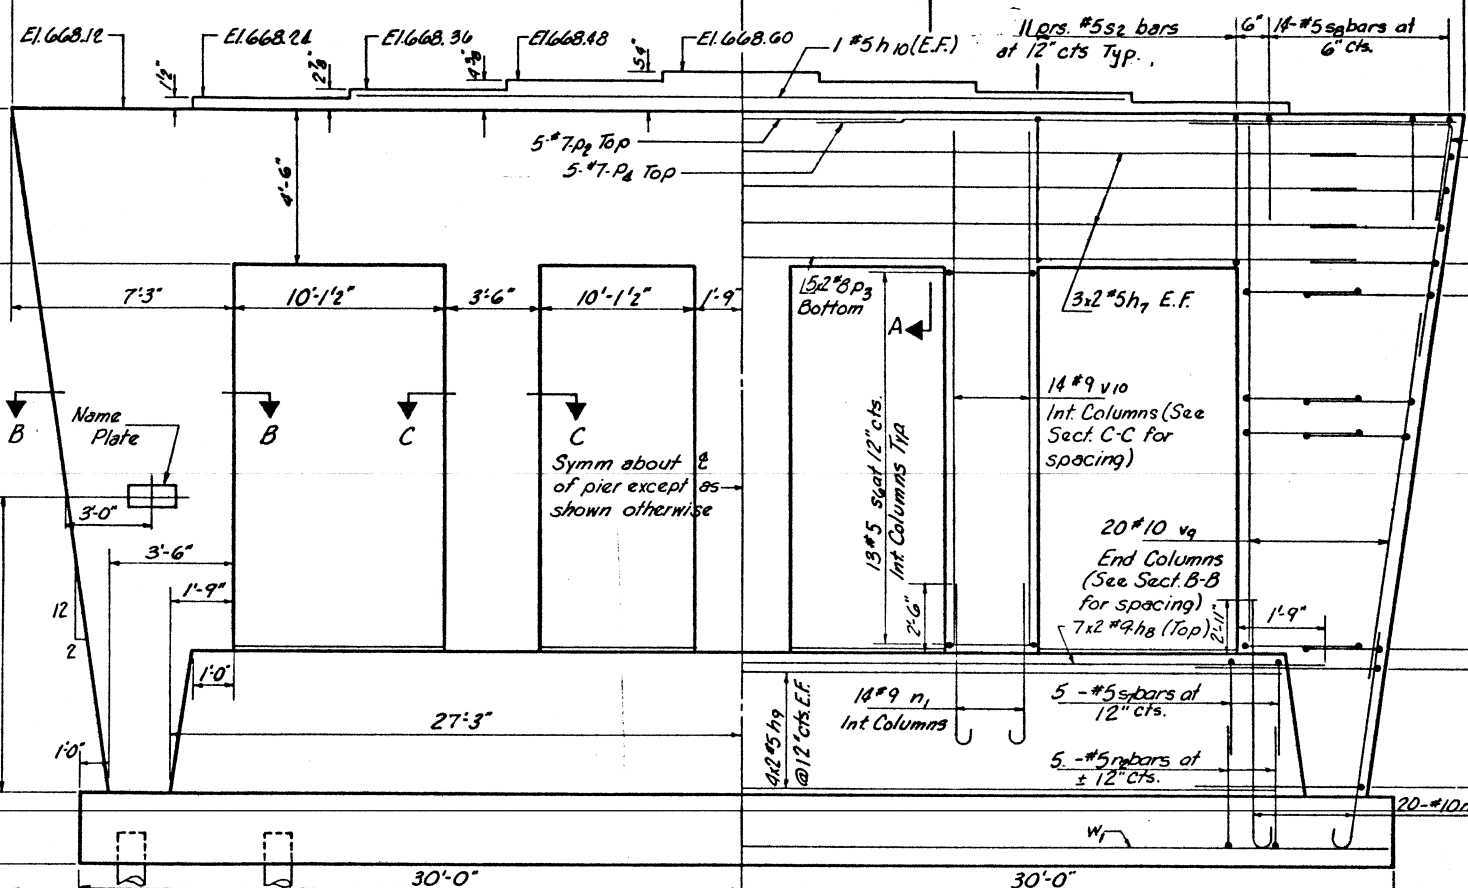 El.668.12
El.668.24
El.668.36
El.668.48
El.668.60
1 #5 h10 (E.F.)
11 prs. #5 s2 bars
at 12" cts Typ.
6"
14-#5 s8 bars at
6" cts.
1½"
2⅞"
4⅜"
5¾"
5-#7-p2 Top
5-#7-p4 Top
4'-6"
7'-3"
10'-1½"
3'-6"
10'-1½"
1'-9"
5x2 #8 p3
Bottom
A
3x2 #5 h7 E.F.
14 #9 v10
Int. Columns (See
Sect. C-C for
spacing)
B
B
C
C
Name
Plate
Symm about ℄
of pier except as
shown otherwise
13 #5 s6 at 12" cts.
Int Columns Typ
3'-0"
3'-6"
1'-9"
12
2
20 #10 v9
End Columns
(See Sect. B-B
for spacing)
7x2 #9 h8 (Top)
2'-6"
2'-11"
1'-9"
1'-0"
27'-3"
4x2 #5 h9
@ 12" cts. E.F.
14 #9 n1
Int Columns
5 - #5 s7 bars at
12" cts.
5 - #5 n2 bars at
± 12" cts.
1'-0"
20-#10
W1
30'-0"
30'-0"